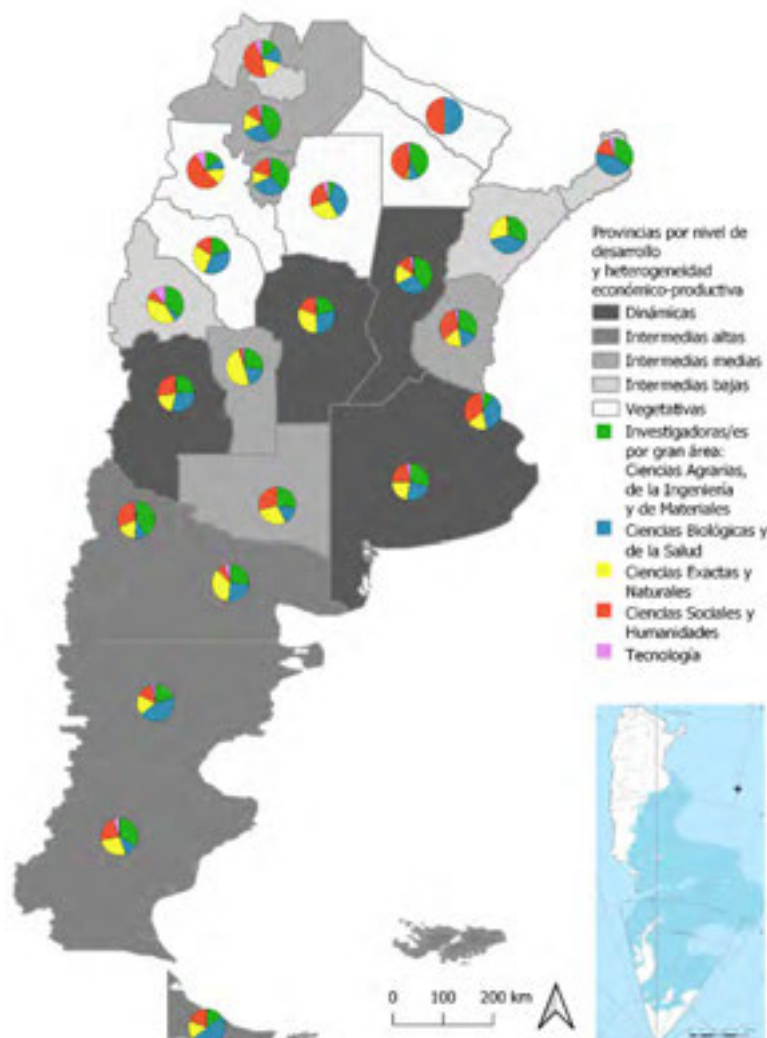 Provincias por nivel de
desarrollo
y heterogeneidad
económico-productiva
Dinámicas
Intermedias altas
Intermedias medias
Intermedias bajas
Vegetativas
Investigadoras/es
por gran área:
Ciencias Agrarias,
de la Ingeniería
y de Materiales
Ciencias Biológicas y
de la Salud
Ciencias Exactas y
Naturales
Ciencias Sociales y
Humanidades
Tecnología
0 100 200 km